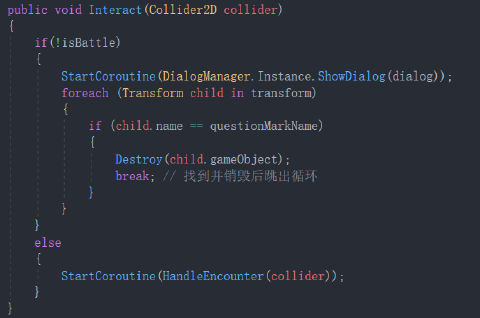 public void Interact(Collider2D collider)
{
if(!isBattle)
{
StartCoroutine(DialogManager.Instance.ShowDialog(dialog));
foreach (Transform child in transform)
{
if (child.name == questionMarkName)
{
Destroy(child.gameObject);
break; // 找到并销毁后跳出循环
}
}
}
else
{
StartCoroutine(HandleEncounter(collider));
}
}